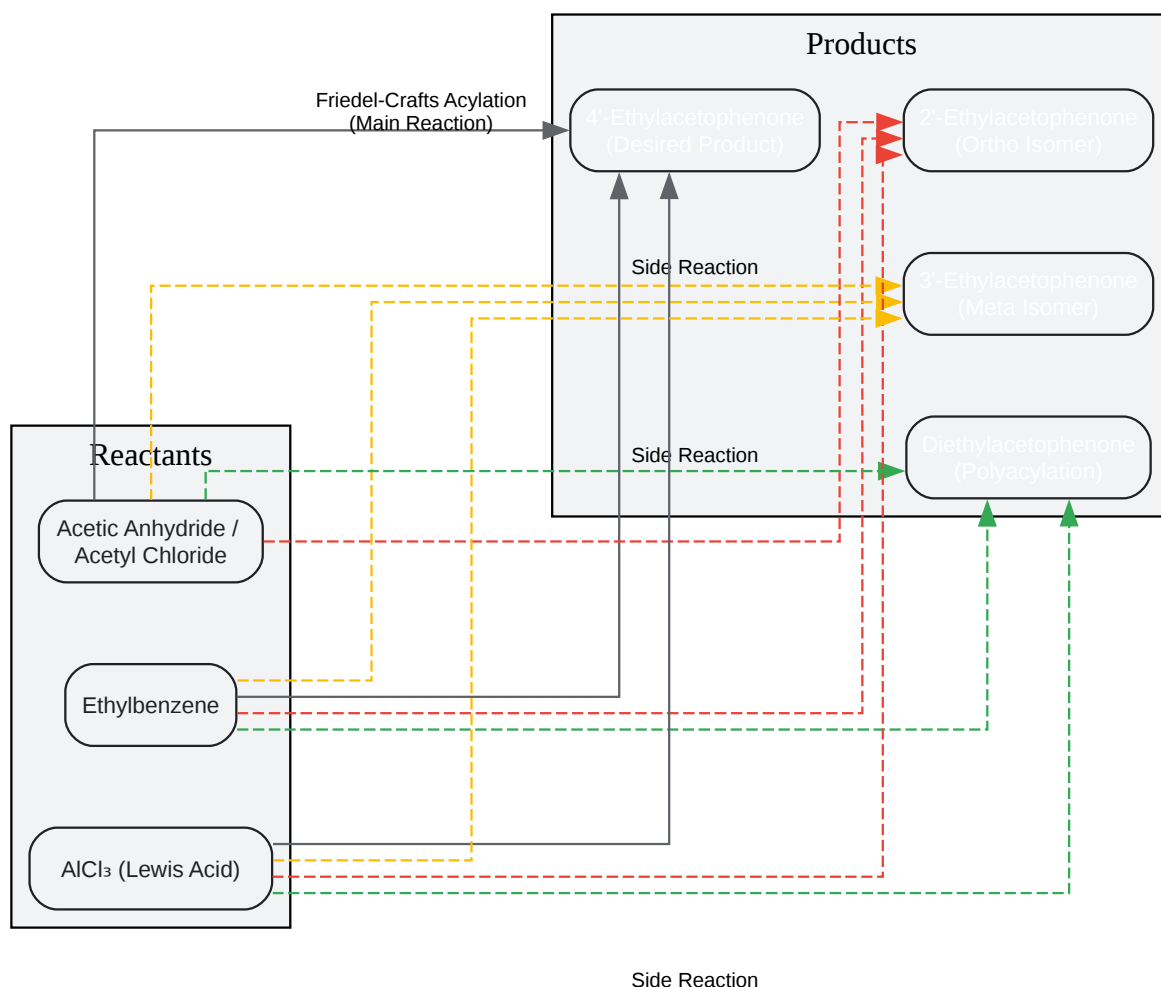 Products
Friedel-Crafts Acylation
(Main Reaction)
4'-Ethylacetophenone
(Desired Product)
2'-Ethylacetophenone
(Ortho Isomer)
Side Reaction
3'-Ethylacetophenone
(Meta Isomer)
Reactants
Side Reaction
Diethylacetophenone
(Polyacylation)
Acetic Anhydride /
Acetyl Chloride
Ethylbenzene
AlCl₃ (Lewis Acid)
Side Reaction